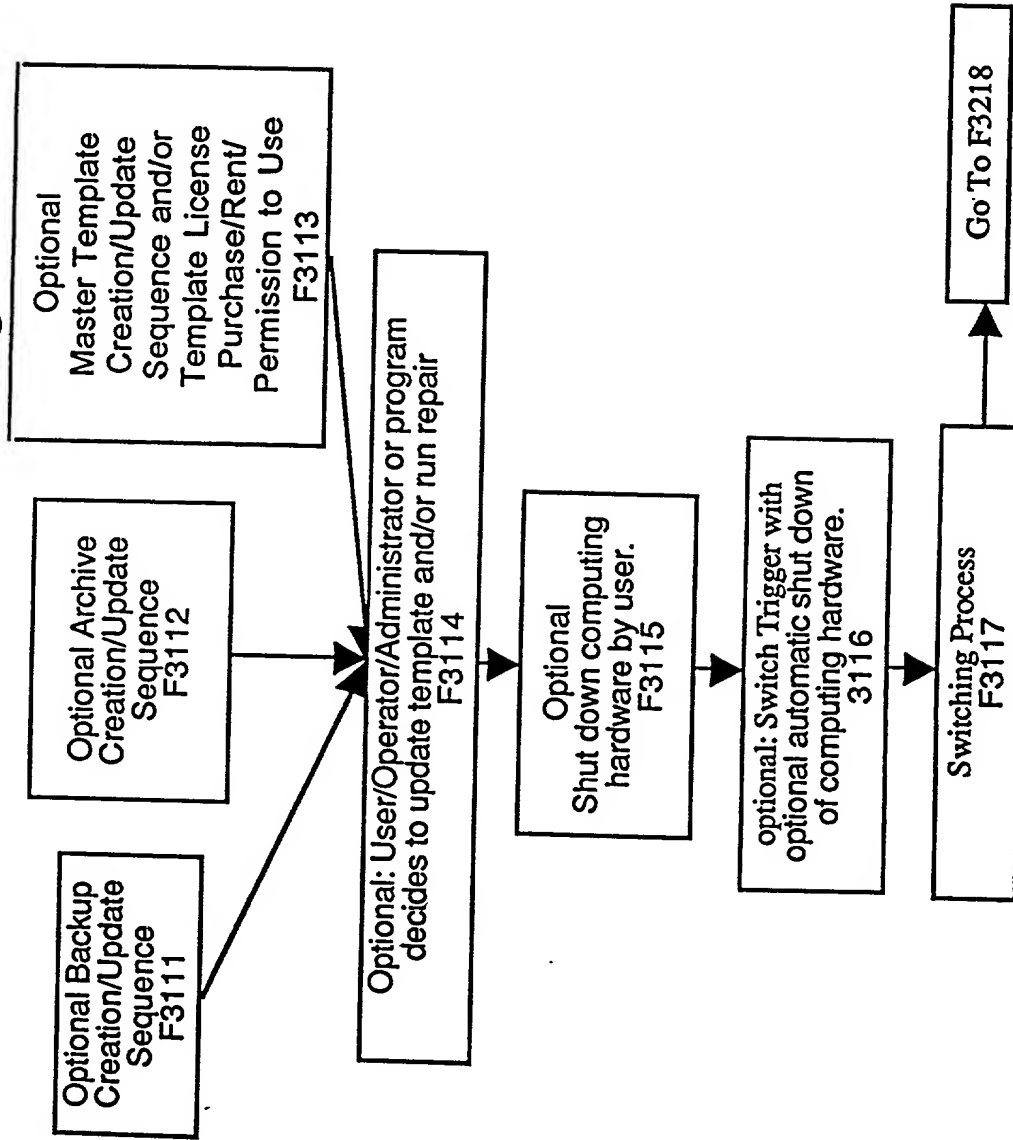 Optional Backup
Creation/Update
Sequence
F3111
Optional Archive
Creation/Update
Sequence
F3112
Optional
Master Template
Creation/Update
Sequence and/or
Template License
Purchase/Rent/
Permission to Use
F3113
Optional: User/Operator/Administrator or program
decides to update template and/or run repair
F3114
Optional
Shut down computing
hardware by user.
F3115
optional: Switch Trigger with
optional automatic shut down
of computing hardware.
3116
Switching Process
F3117
Go To F3218